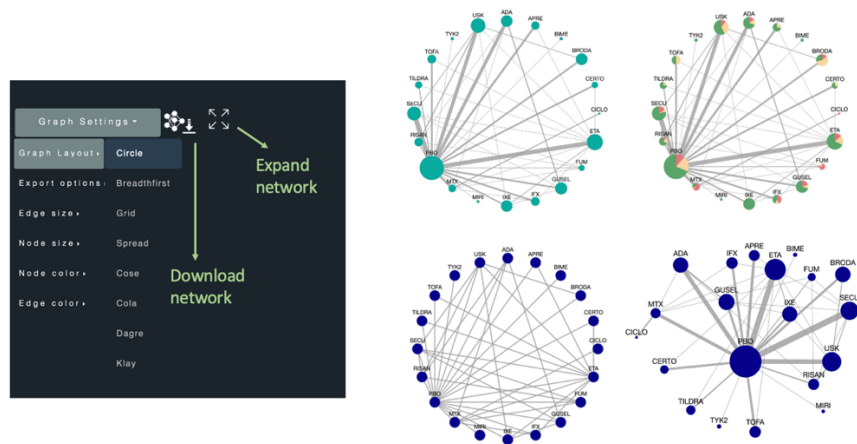 Graph Settings
Expand network
Graph Layout
Circle
Export options
Breadthfirst
Edge size
Grid
Node size
Spread
Node color
Cose
Edge color
Cola
Dagre
Klay
Download network
ADA
USK
APRE
TYK2
BIME
TOFA
BRODA
TILDRA
CERTO
SECU
CICLO
RISAN
ETA
PBO
FUM
MTX
GUSEL
MIRI
IXE
IFX
ADA
USK
APRE
TYK2
BIME
TOFA
BRODA
TILDRA
CERTO
SECU
CICLO
RISAN
ETA
PBO
FUM
MTX
GUSEL
MIRI
IXE
IFX
ADA
USK
APRE
TYK2
BIME
TOFA
BRODA
TILDRA
CERTO
SECU
CICLO
RISAN
ETA
PBO
FUM
MTX
GUSEL
MIRI
IXE
IFX
APRE
BIME
ADA
IFX
ETA
FUM
BRODA
GUSEL
MTX
IXE
SECU
CICLO
PBO
USK
CERTO
RISAN
TILDRA
MIRI
TYK2
TOFA